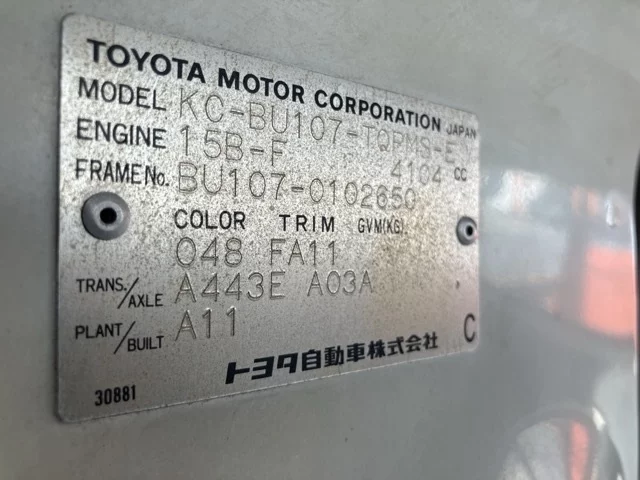 TOYOTA MOTOR CORPORATION JAPAN
MODEL KC-BU107-TQPMS-E
ENGINE 15B-F 4104 CC
FRAME No. BU107-0102650
COLOR TRIM GVM(KG)
048 FA11
TRANS./AXLE A443E A03A
PLANT/BUILT A11
トヨタ自動車株式会社 C
30881